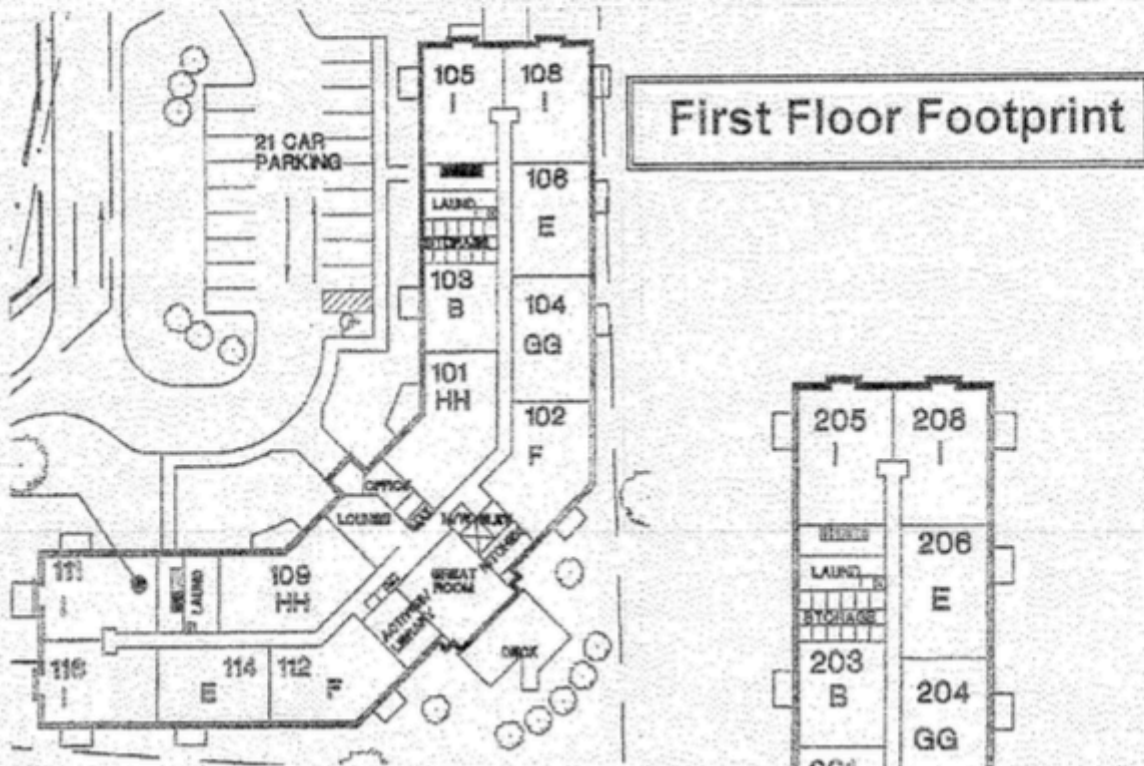 First Floor Footprint
21 CAR
PARKING
105
I
108
I
106
E
LAUND.
STORAGE
103
B
104
GG
101
HH
102
F
OFFICE
LOUNGE
GREAT
ROOM
ACTIVITY/
LIBRARY
DECK
111
I
LAUND
109
HH
116
I
114
E
112
F
205
I
208
I
206
E
LAUND.
STORAGE
203
B
204
GG